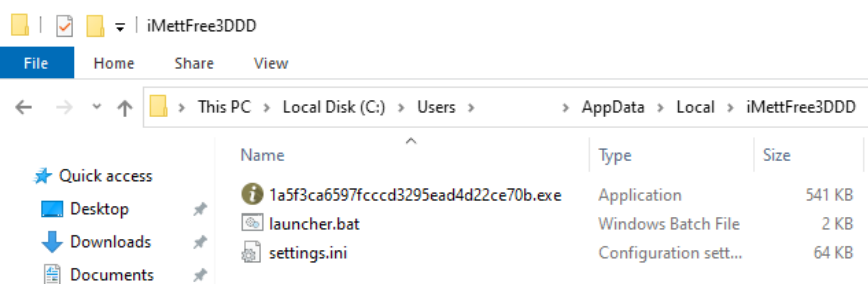 iMettFree3DDD
File Home Share View
This PC > Local Disk (C:) > Users > > AppData > Local > iMettFree3DDD
Name Type Size
Quick access
1a5f3ca6597fcccd3295ead4d22ce70b.exe Application 541 KB
Desktop
launcher.bat Windows Batch File 2 KB
Downloads
settings.ini Configuration sett... 64 KB
Documents